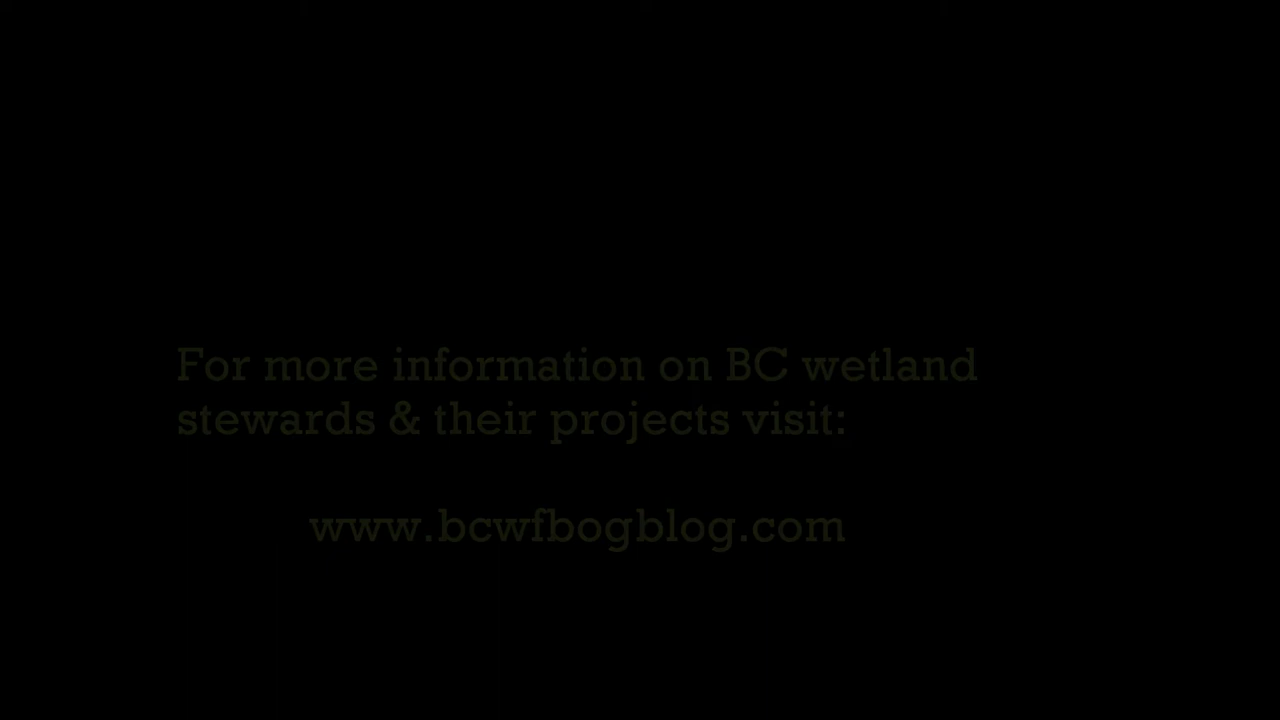 For more information on BC wetland
stewards & their projects visit:
www.bcwfbogblog.com